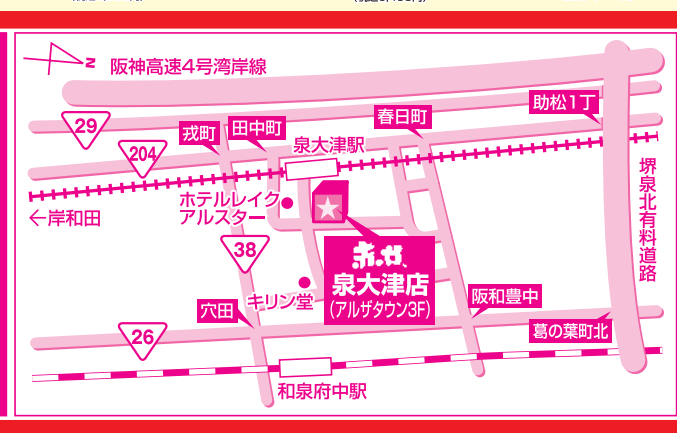 N
阪神高速4号湾岸線
助松1丁
29
春日町
戎町
田中町
204
泉大津駅
堺泉北有料道路
ホテルレイク
アルスター
←岸和田
38
赤のれん
泉大津店
(アルザタウン3F)
キリン堂
阪和豊中
穴田
葛の葉町北
26
和泉府中駅